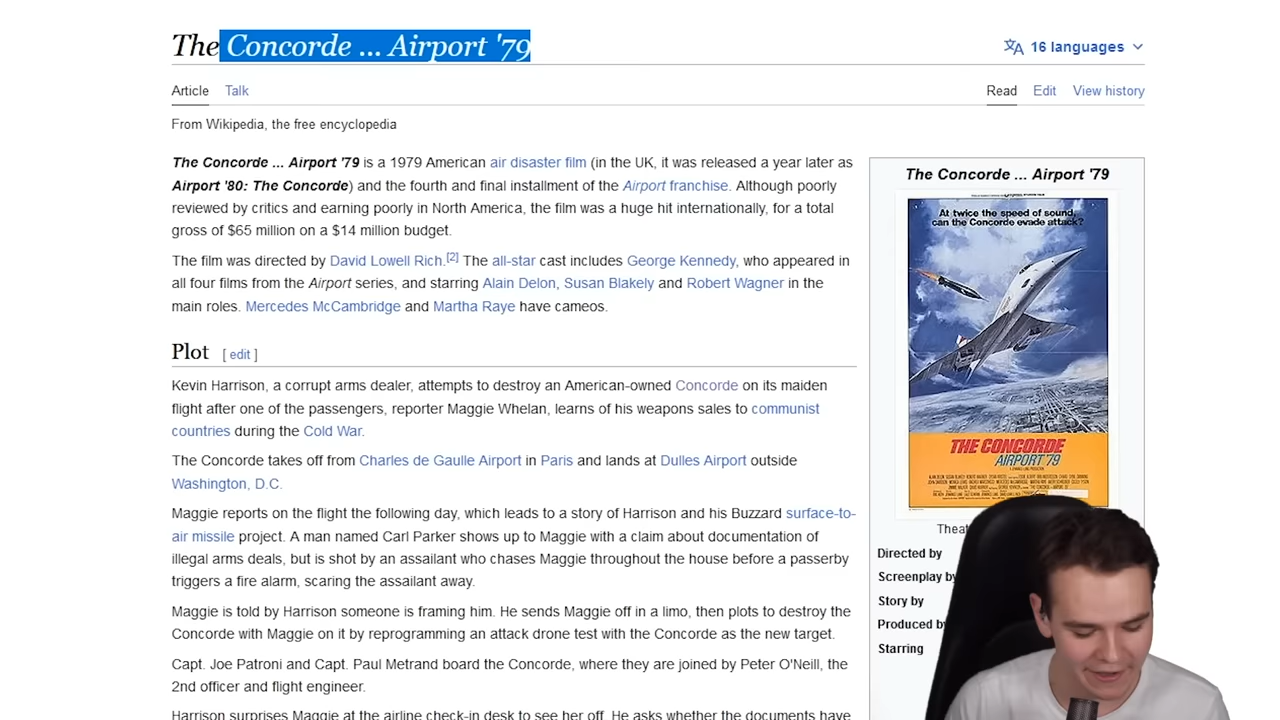 The Concorde ... Airport '79
16 languages
Article Talk Read Edit View history
From Wikipedia, the free encyclopedia
The Concorde ... Airport '79 is a 1979 American air disaster film (in the UK, it was released a year later as
Airport '80: The Concorde) and the fourth and final installment of the Airport franchise. Although poorly
reviewed by critics and earning poorly in North America, the film was a huge hit internationally, for a total
gross of $65 million on a $14 million budget.
The film was directed by David Lowell Rich.[2] The all-star cast includes George Kennedy, who appeared in
all four films from the Airport series, and starring Alain Delon, Susan Blakely and Robert Wagner in the
main roles. Mercedes McCambridge and Martha Raye have cameos.
Plot [ edit ]
Kevin Harrison, a corrupt arms dealer, attempts to destroy an American-owned Concorde on its maiden
flight after one of the passengers, reporter Maggie Whelan, learns of his weapons sales to communist
countries during the Cold War.
The Concorde takes off from Charles de Gaulle Airport in Paris and lands at Dulles Airport outside
Washington, D.C.
Maggie reports on the flight the following day, which leads to a story of Harrison and his Buzzard surface-to-
air missile project. A man named Carl Parker shows up to Maggie with a claim about documentation of
illegal arms deals, but is shot by an assailant who chases Maggie throughout the house before a passerby
triggers a fire alarm, scaring the assailant away.
Maggie is told by Harrison someone is framing him. He sends Maggie off in a limo, then plots to destroy the
Concorde with Maggie on it by reprogramming an attack drone test with the Concorde as the new target.
Capt. Joe Patroni and Capt. Paul Metrand board the Concorde, where they are joined by Peter O'Neill, the
2nd officer and flight engineer.
Harrison surprises Maggie at the airline check-in desk to see her off. He asks whether the documents have
The Concorde ... Airport '79
At twice the speed of sound,
can the Concorde evade attack?
THE CONCORDE
AIRPORT '79
Theat
Directed by
Screenplay by
Story by
Produced by
Starring